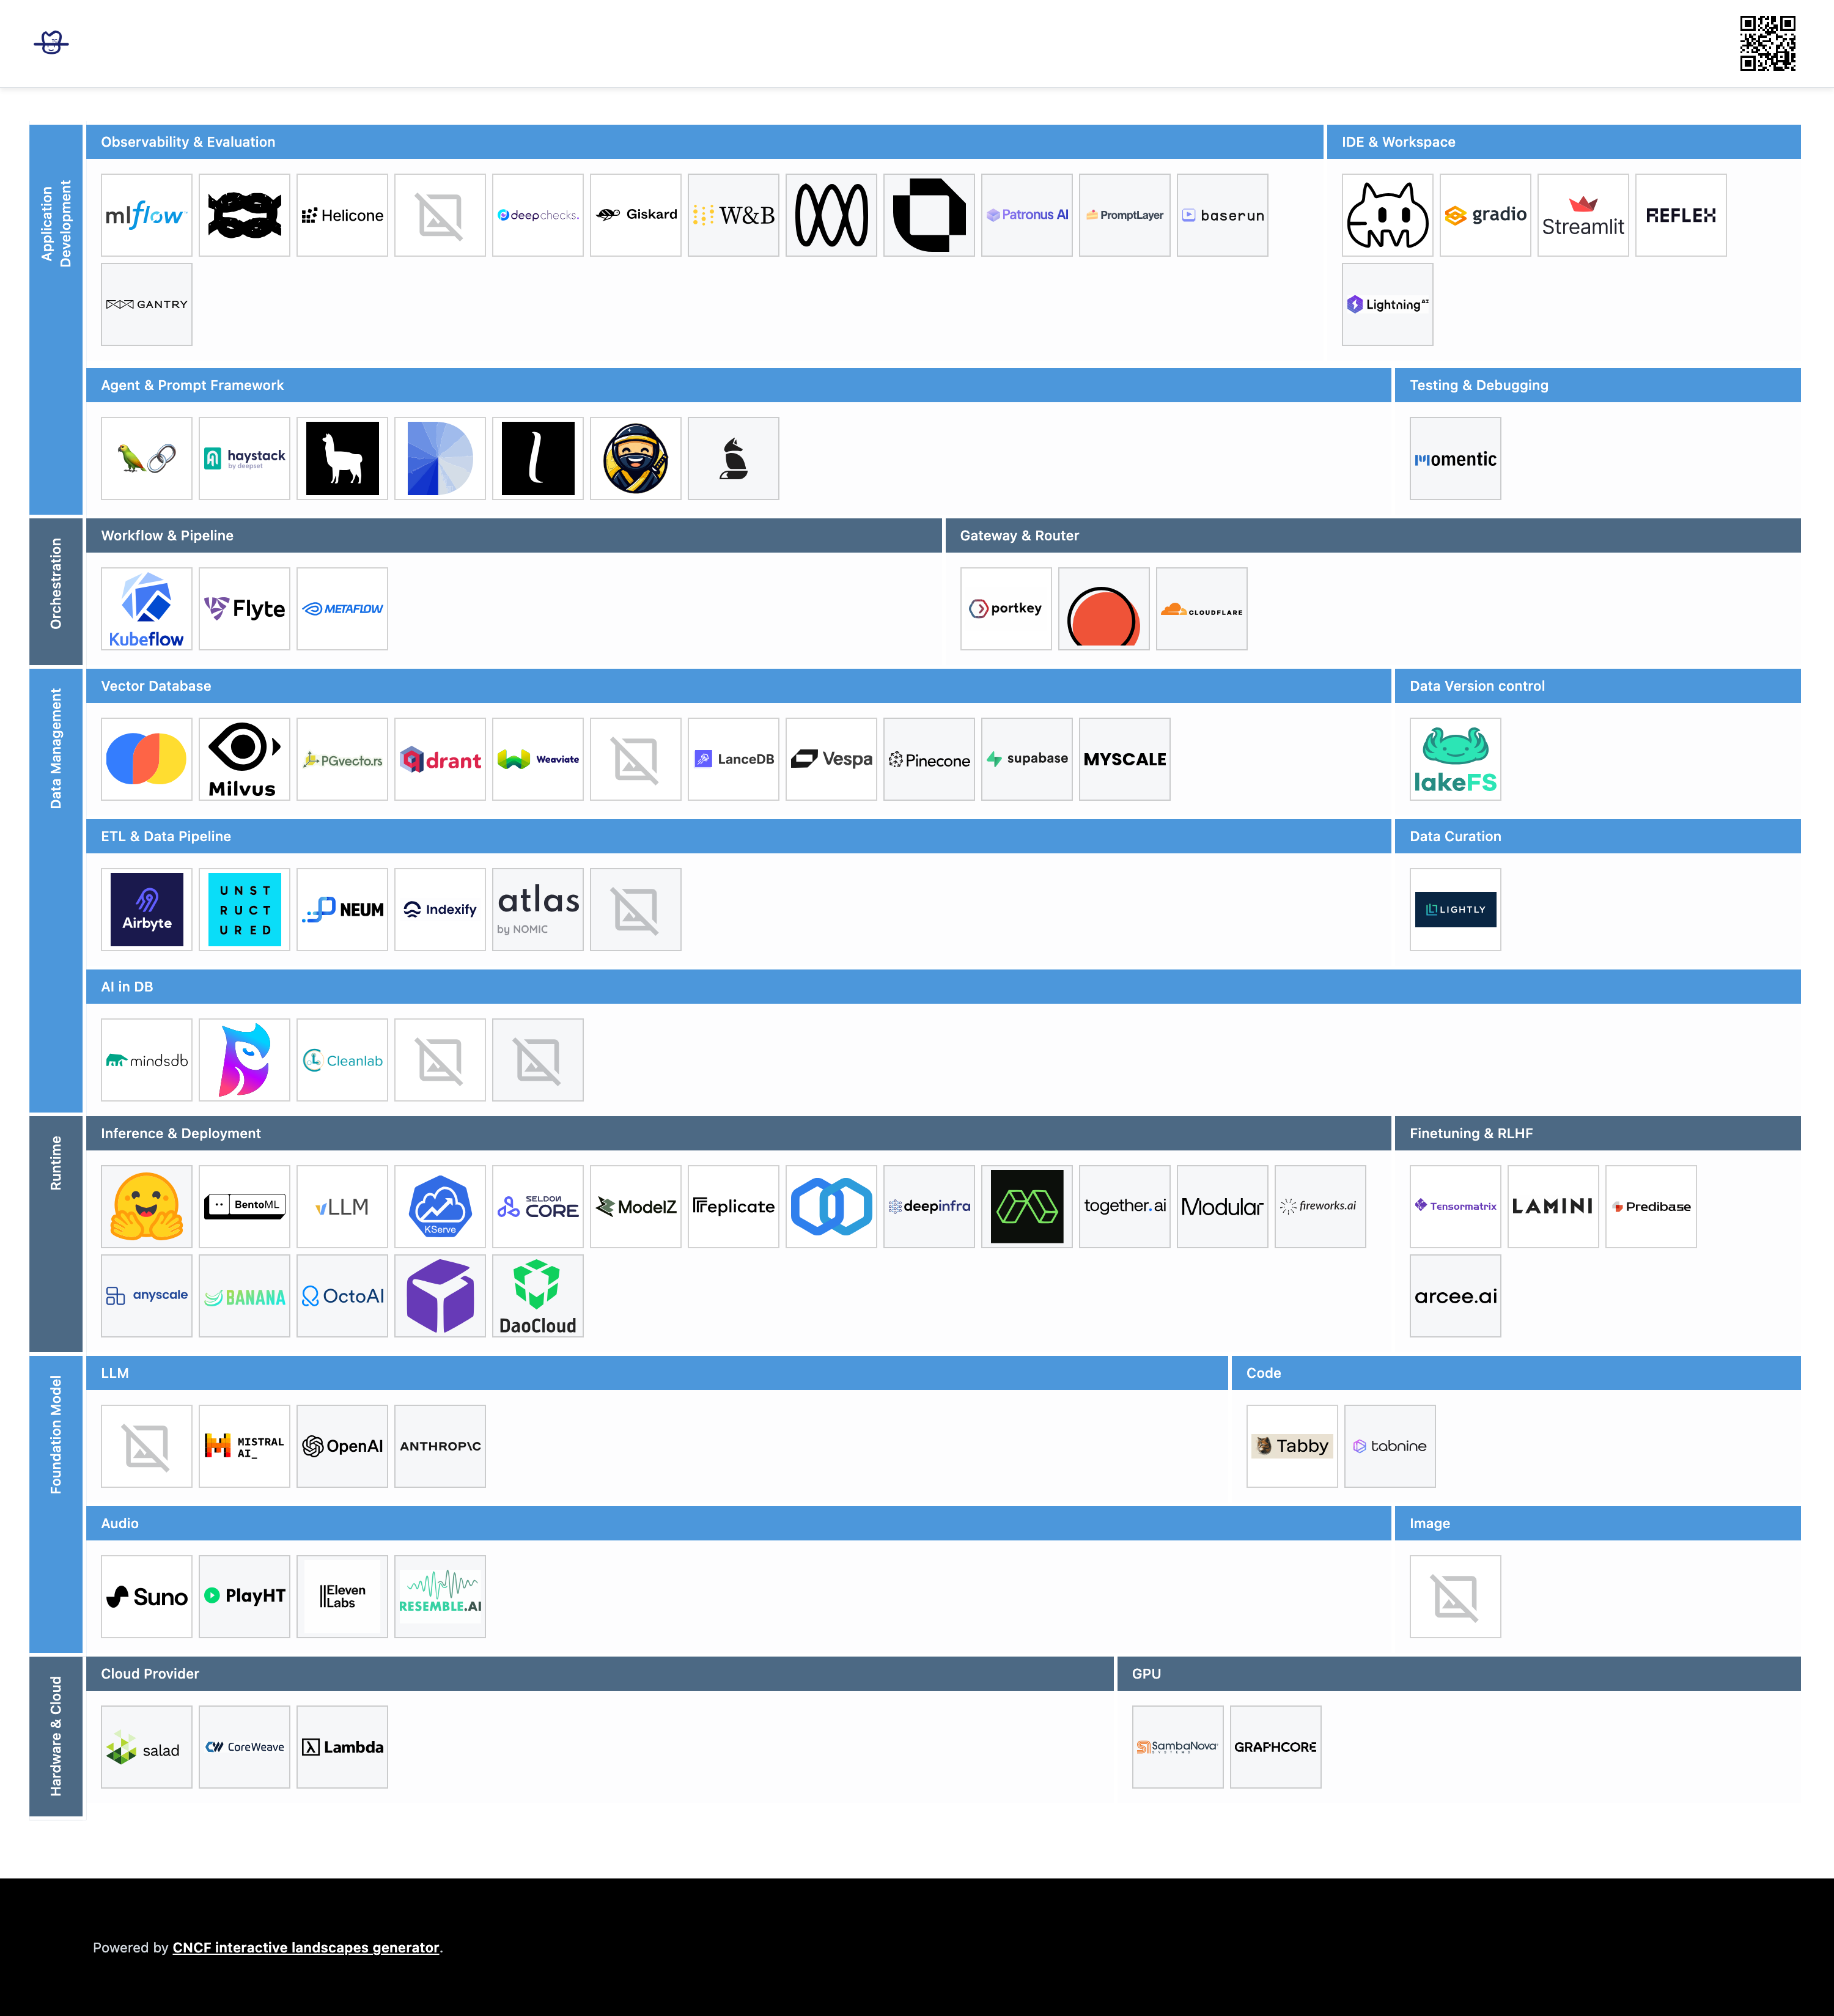 Application
Development
Observability & Evaluation
IDE & Workspace
mlflow
Helicone
deepchecks.
Giskard
W&B
Patronus AI
PromptLayer
baserun
gradio
Streamlit
REFLEX
GANTRY
Lightning AI
Agent & Prompt Framework
Testing & Debugging
haystack
by deepset
momentic
Orchestration
Workflow & Pipeline
Gateway & Router
Kubeflow
Flyte
METAFLOW
portkey
CLOUDFLARE
Data Management
Vector Database
Data Version control
Milvus
PGvecto.rs
qdrant
Weaviate
LanceDB
Vespa
Pinecone
supabase
MYSCALE
lakeFS
ETL & Data Pipeline
Data Curation
Airbyte
UNST
RUCT
URED
NEUM
Indexify
atlas
by NOMIC
LIGHTLY
AI in DB
mindsdb
Cleanlab
Runtime
Inference & Deployment
Finetuning & RLHF
BentoML
vLLM
KServe
SELDON
CORE
ModelZ
Replicate
deepinfra
together.ai
Modular
fireworks.ai
Tensormatrix
LAMINI
Predibase
anyscale
BANANA
OctoAI
DaoCloud
arcee.ai
Foundation Model
LLM
Code
MISTRAL
AI_
OpenAI
ANTHROP\C
Tabby
tabnine
Audio
Image
Suno
PlayHT
IIEleven
Labs
RESEMBLE.AI
Hardware & Cloud
Cloud Provider
GPU
salad
CoreWeave
Lambda
SambaNova
SYSTEMS
GRAPHCORE
Powered by CNCF interactive landscapes generator.